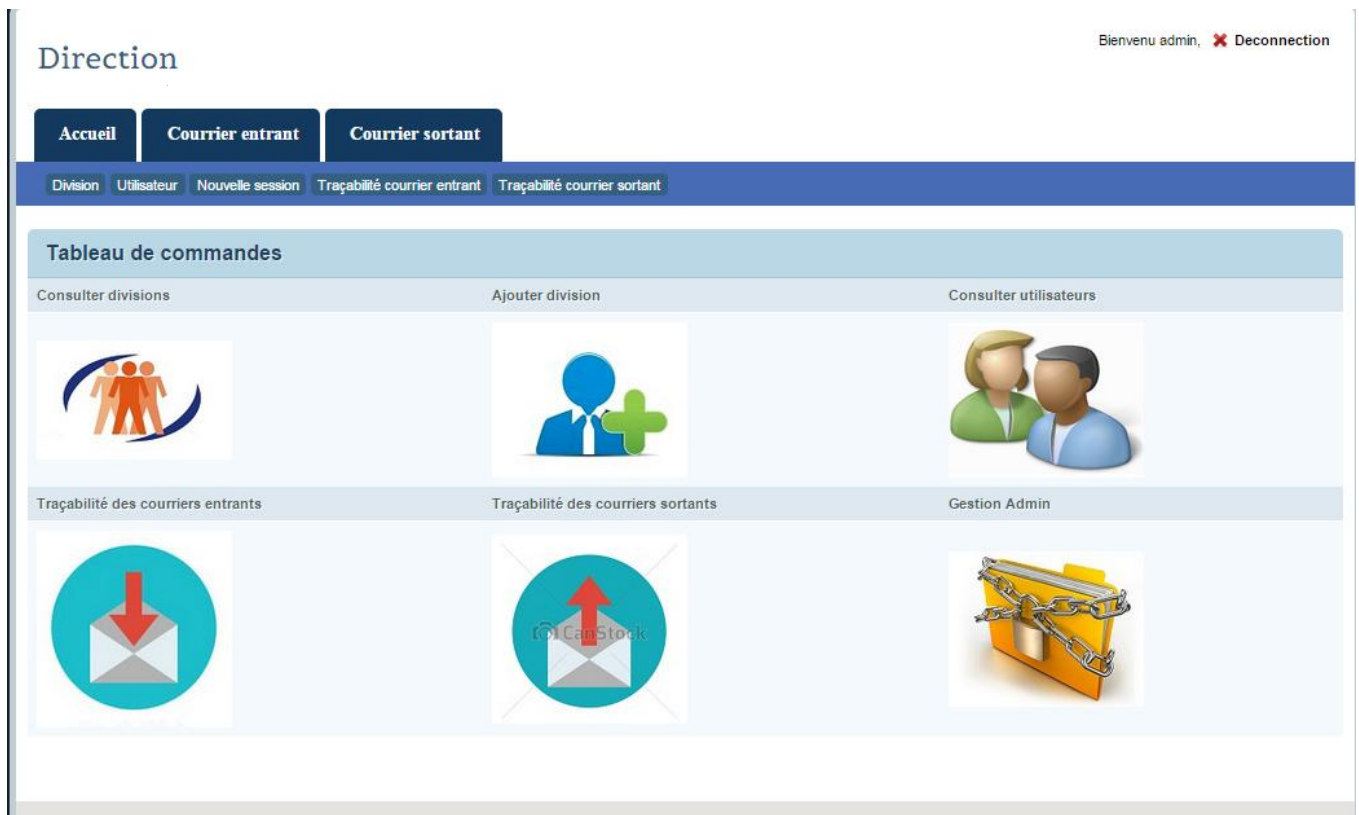 Bienvenu admin, Deconnection
Direction
Accueil Courrier entrant Courrier sortant
Division Utilisateur Nouvelle session Traçabilité courrier entrant Traçabilité courrier sortant
Tableau de commandes
Consulter divisions Ajouter division Consulter utilisateurs
Traçabilité des courriers entrants Traçabilité des courriers sortants Gestion Admin
CanStock